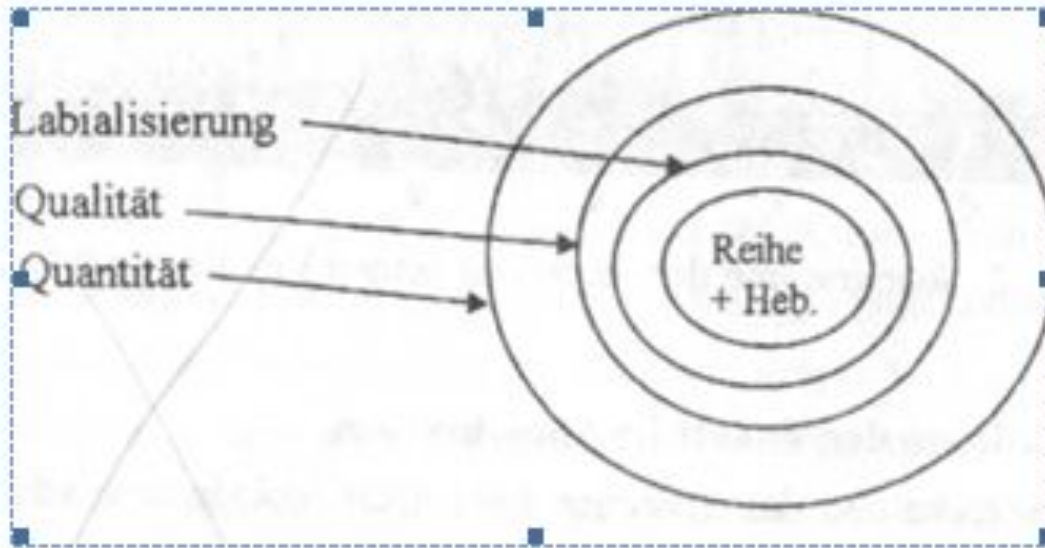 Labialisierung
Qualität
Quantität
Reihe
+ Heb.